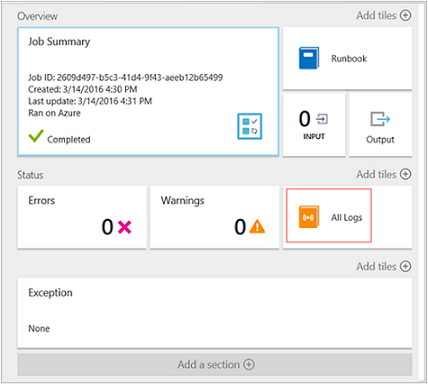 Overview
Add tiles
Job Summary
Job ID: 2609d497-b5c3-41d4-9f43-aeeb12b65499
Created: 3/14/2016 4:30 PM
Last update: 3/14/2016 4:31 PM
Ran on Azure
Completed
Runbook
0
INPUT
Output
Status
Add tiles
Errors
0
Warnings
0
All Logs
Add tiles
Exception
None
Add a section